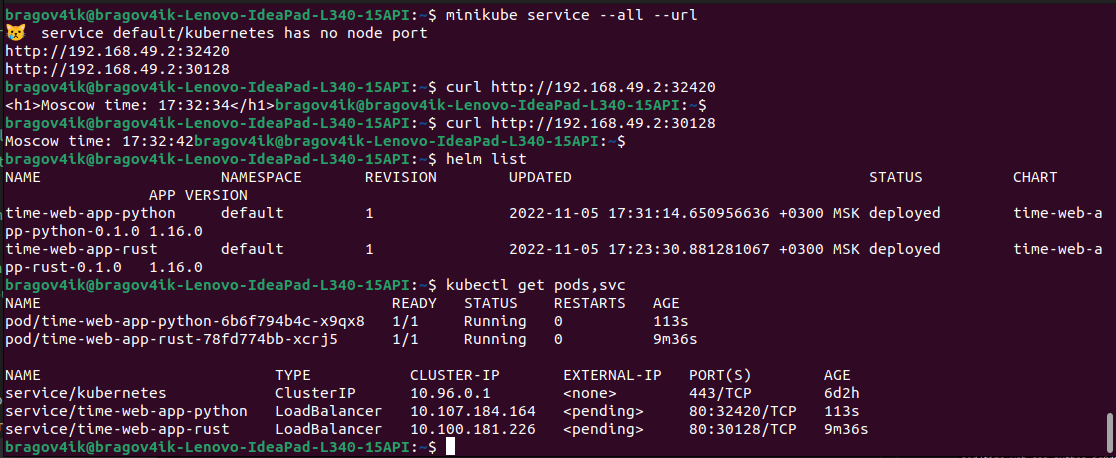 bragov4ik@bragov4ik-Lenovo-IdeaPad-L340-15API:~$ minikube service --all --url
😿  service default/kubernetes has no node port
http://192.168.49.2:32420
http://192.168.49.2:30128
bragov4ik@bragov4ik-Lenovo-IdeaPad-L340-15API:~$ curl http://192.168.49.2:32420
<h1>Moscow time: 17:32:34</h1>bragov4ik@bragov4ik-Lenovo-IdeaPad-L340-15API:~$
bragov4ik@bragov4ik-Lenovo-IdeaPad-L340-15API:~$ curl http://192.168.49.2:30128
Moscow time: 17:32:42bragov4ik@bragov4ik-Lenovo-IdeaPad-L340-15API:~$
bragov4ik@bragov4ik-Lenovo-IdeaPad-L340-15API:~$ helm list
NAME                    NAMESPACE       REVISION        UPDATED                                 STATUS          CHART
                APP VERSION
time-web-app-python     default         1               2022-11-05 17:31:14.650956636 +0300 MSK deployed        time-web-a
pp-python-0.1.0 1.16.0
time-web-app-rust       default         1               2022-11-05 17:23:30.881281067 +0300 MSK deployed        time-web-a
pp-rust-0.1.0   1.16.0
bragov4ik@bragov4ik-Lenovo-IdeaPad-L340-15API:~$ kubectl get pods,svc
NAME                                       READY   STATUS    RESTARTS   AGE
pod/time-web-app-python-6b6f794b4c-x9qx8   1/1     Running   0          113s
pod/time-web-app-rust-78fd774bb-xcrj5      1/1     Running   0          9m36s

NAME                          TYPE           CLUSTER-IP       EXTERNAL-IP   PORT(S)        AGE
service/kubernetes            ClusterIP      10.96.0.1        <none>        443/TCP        6d2h
service/time-web-app-python   LoadBalancer   10.107.184.164   <pending>     80:32420/TCP   113s
service/time-web-app-rust     LoadBalancer   10.100.181.226   <pending>     80:30128/TCP   9m36s
bragov4ik@bragov4ik-Lenovo-IdeaPad-L340-15API:~$